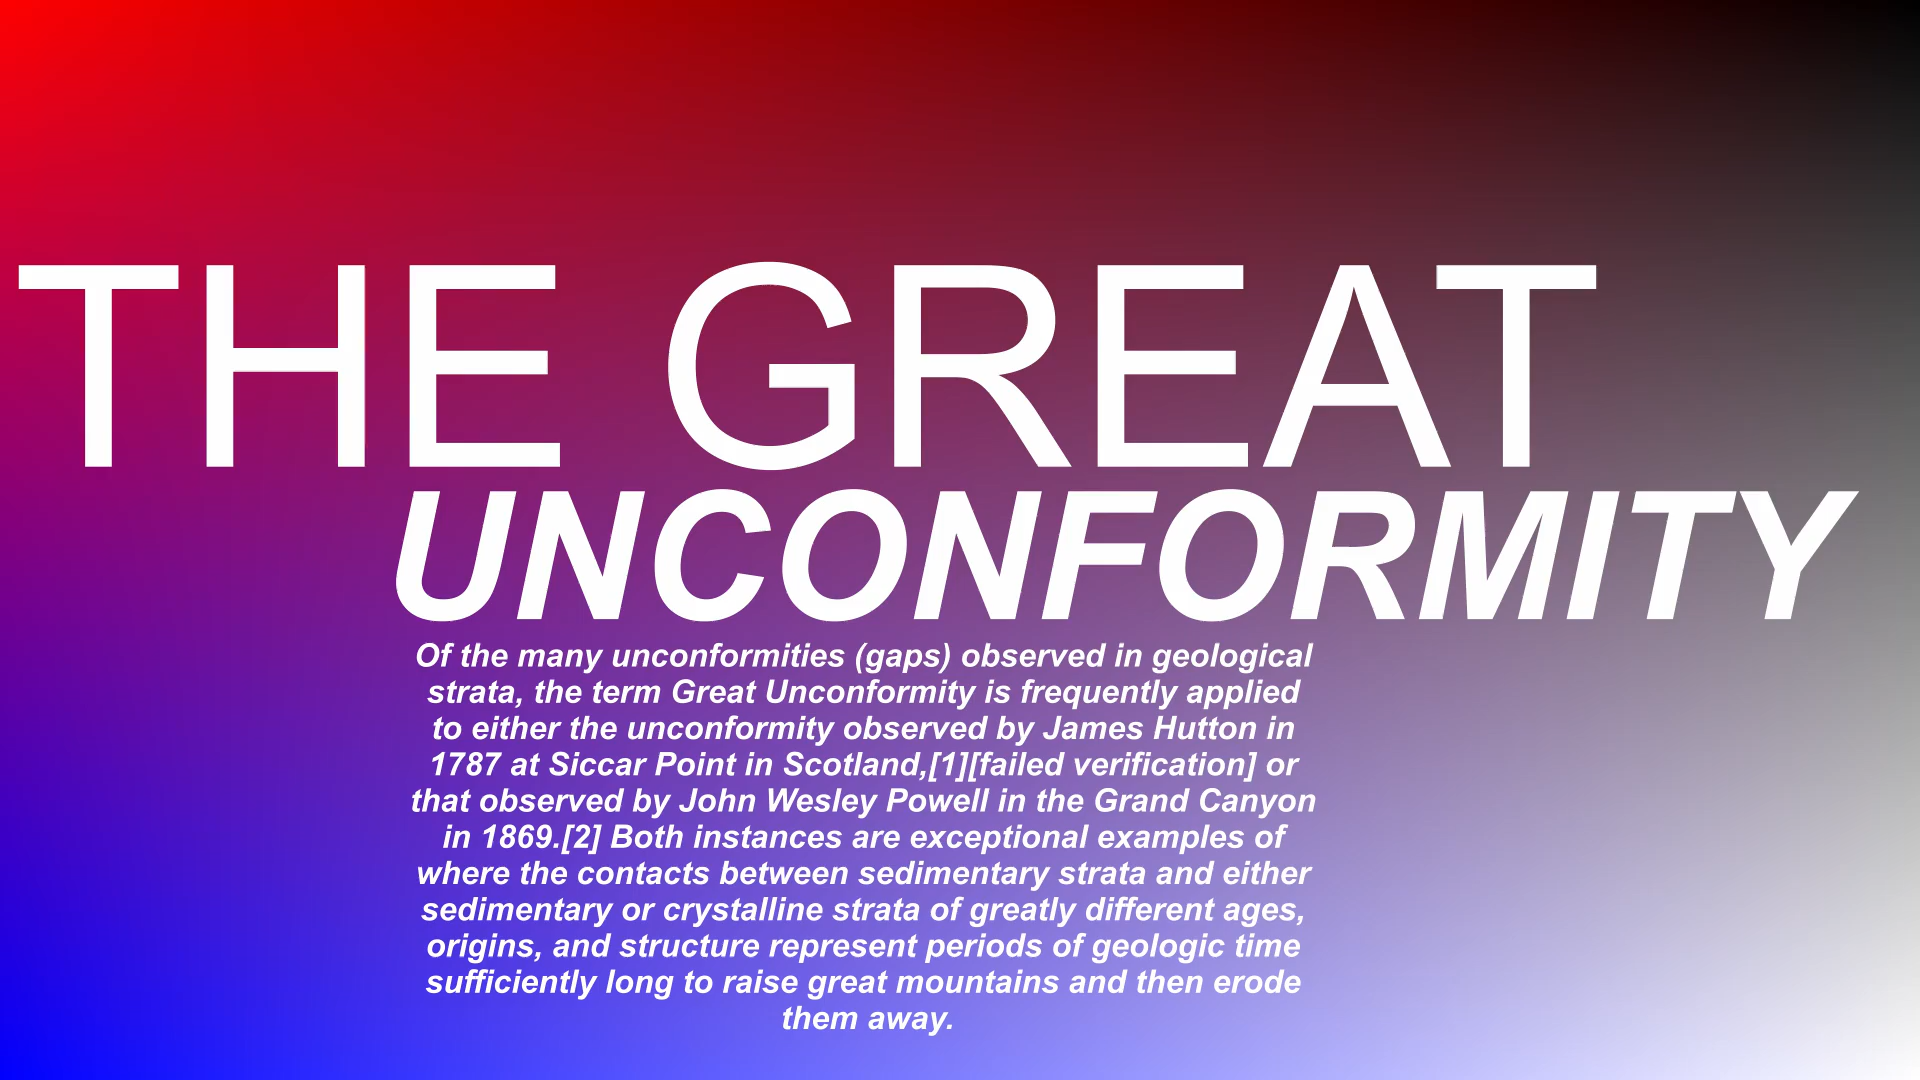 THE GREAT
UNCONFORMITY
Of the many unconformities (gaps) observed in geological
strata, the term Great Unconformity is frequently applied
to either the unconformity observed by James Hutton in
1787 at Siccar Point in Scotland,[1][failed verification] or
that observed by John Wesley Powell in the Grand Canyon
in 1869.[2] Both instances are exceptional examples of
where the contacts between sedimentary strata and either
sedimentary or crystalline strata of greatly different ages,
origins, and structure represent periods of geologic time
sufficiently long to raise great mountains and then erode
them away.